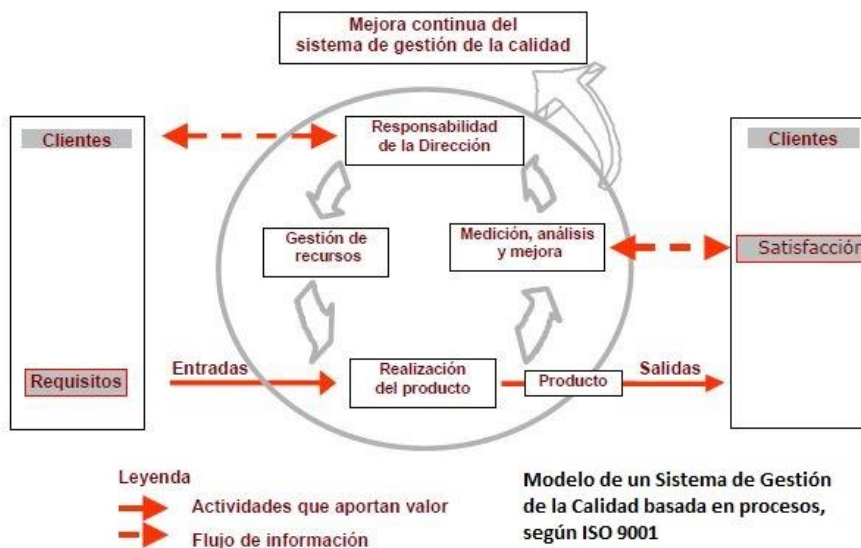 Mejora continua del
sistema de gestión de la calidad
Clientes
Responsabilidad
de la Dirección
Clientes
Gestión de
recursos
Medición, análisis
y mejora
Satisfacción
Requisitos
Entradas
Realización
del producto
Producto
Salidas
Leyenda
Actividades que aportan valor
Flujo de información
Modelo de un Sistema de Gestión
de la Calidad basada en procesos,
según ISO 9001